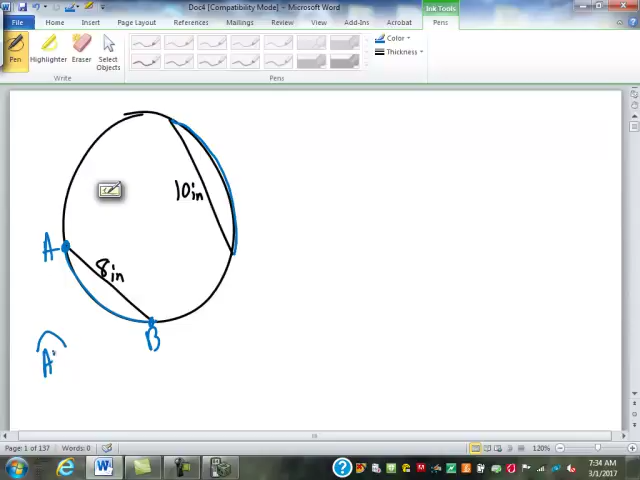 Doc4 [Compatibility Mode] - Microsoft Word
Ink Tools
File Home Insert Page Layout References Mailings Review View Add-Ins Acrobat Pens
Pen Highlighter Eraser Select Objects
Color
Thickness
Write Pens
10in
A
8in
B
A
Page: 1 of 137 Words: 0 120%
7:34 AM
3/1/2017